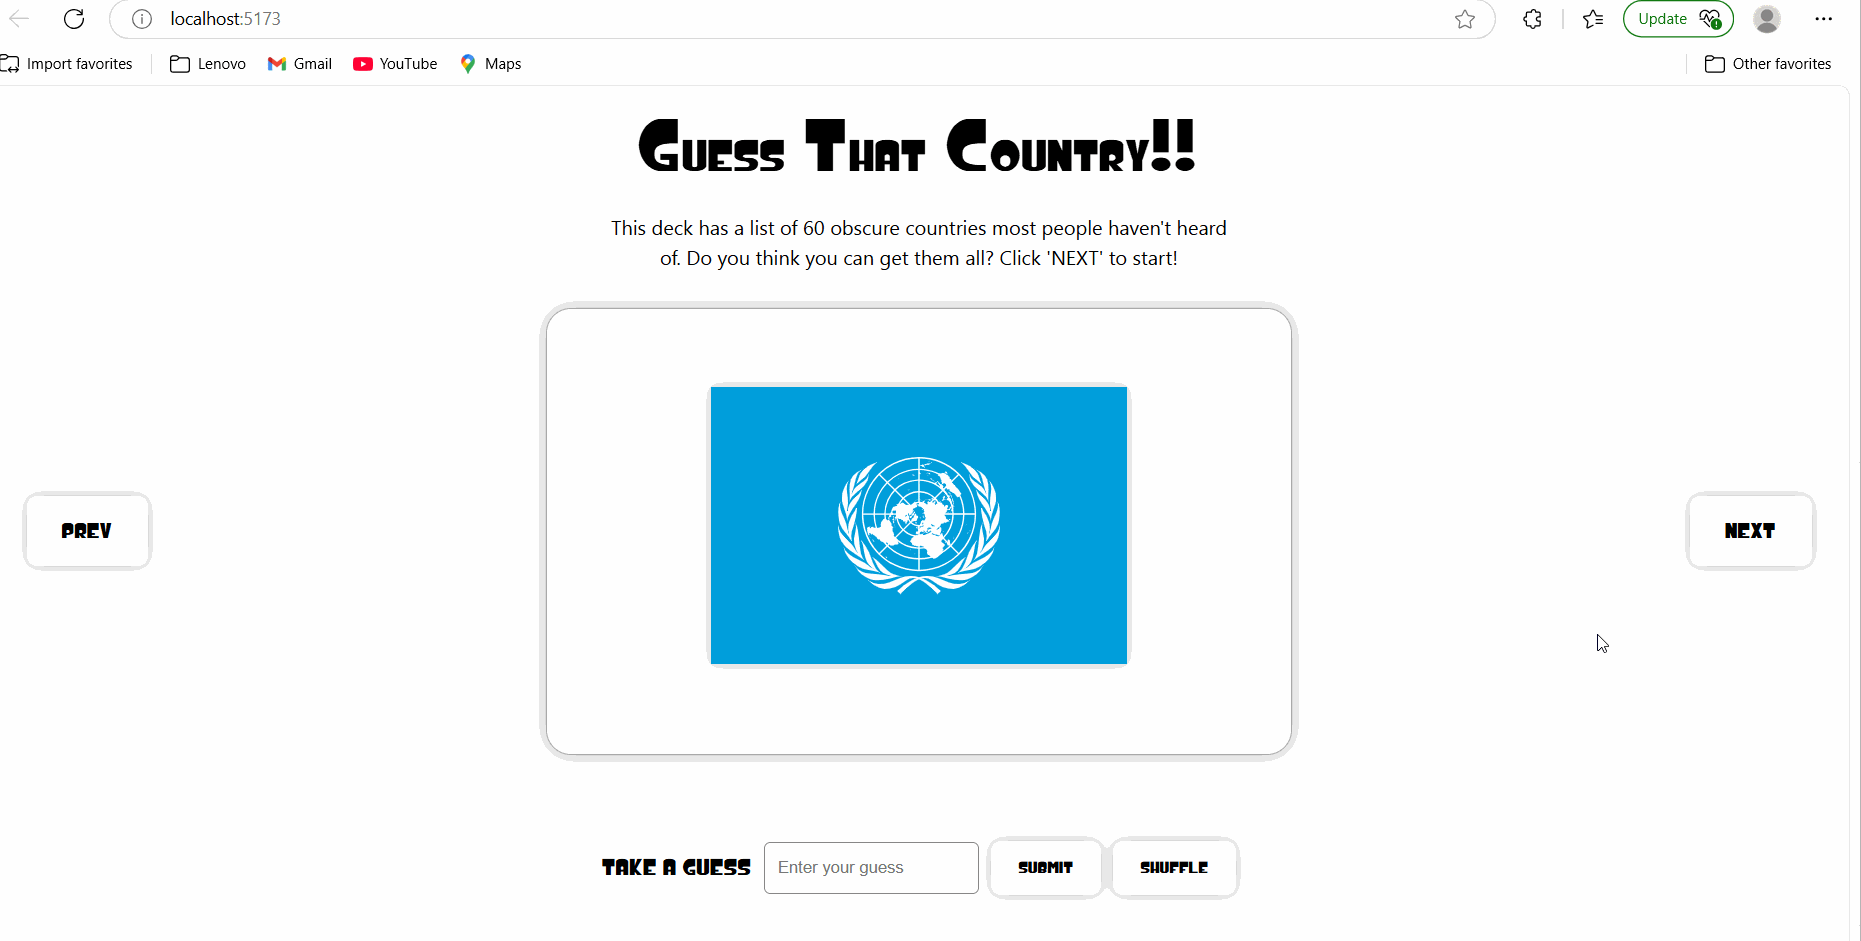 localhost:5173
Update
Import favorites
Lenovo
Gmail
YouTube
Maps
Other favorites
Guess That Country!!
This deck has a list of 60 obscure countries most people haven't heard
of. Do you think you can get them all? Click 'NEXT' to start!
PREV
NEXT
TAKE A GUESS
Enter your guess
SUBMIT
SHUFFLE